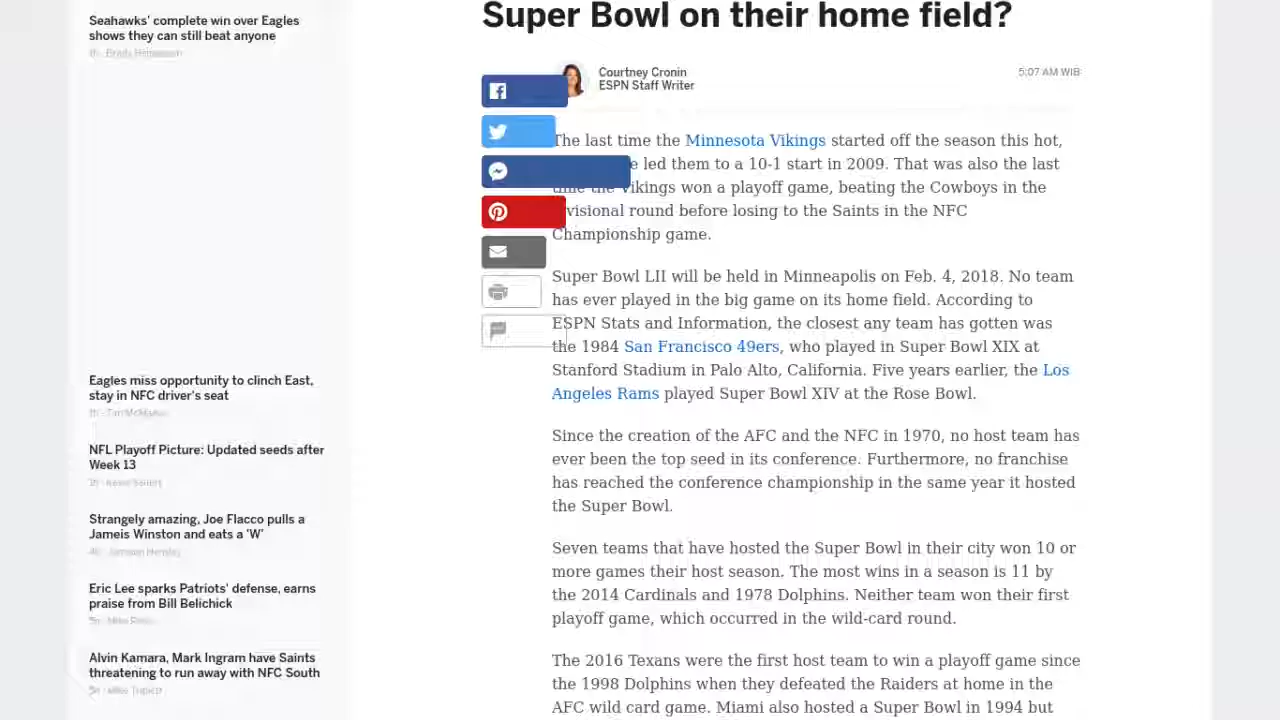 Seahawks' complete win over Eagles
shows they can still beat anyone
Eagles miss opportunity to clinch East,
stay in NFC driver's seat
NFL Playoff Picture: Updated seeds after
Week 13
Strangely amazing, Joe Flacco pulls a
Jameis Winston and eats a 'W'
Eric Lee sparks Patriots' defense, earns
praise from Bill Belichick
Alvin Kamara, Mark Ingram have Saints
threatening to run away with NFC South
Super Bowl on their home field?
Courtney Cronin
ESPN Staff Writer
5:07 AM WIB
The last time the Minnesota Vikings started off the season this hot,
led them to a 10-1 start in 2009. That was also the last
time the Vikings won a playoff game, beating the Cowboys in the
divisional round before losing to the Saints in the NFC
Championship game.
Super Bowl LII will be held in Minneapolis on Feb. 4, 2018. No team
has ever played in the big game on its home field. According to
ESPN Stats and Information, the closest any team has gotten was
the 1984 San Francisco 49ers, who played in Super Bowl XIX at
Stanford Stadium in Palo Alto, California. Five years earlier, the Los
Angeles Rams played Super Bowl XIV at the Rose Bowl.
Since the creation of the AFC and the NFC in 1970, no host team has
ever been the top seed in its conference. Furthermore, no franchise
has reached the conference championship in the same year it hosted
the Super Bowl.
Seven teams that have hosted the Super Bowl in their city won 10 or
more games their host season. The most wins in a season is 11 by
the 2014 Cardinals and 1978 Dolphins. Neither team won their first
playoff game, which occurred in the wild-card round.
The 2016 Texans were the first host team to win a playoff game since
the 1998 Dolphins when they defeated the Raiders at home in the
AFC wild card game. Miami also hosted a Super Bowl in 1994 but